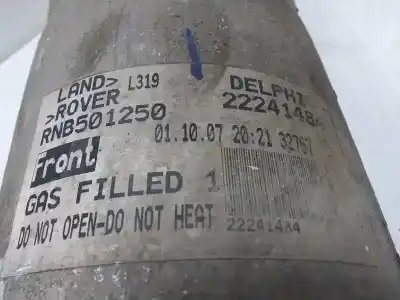 LAND> L319 DELPHI
>ROVER 22241484
RNB501250
01.10.07 20:21 32767
Front
GAS FILLED 1
DO NOT OPEN-DO NOT HEAT
22241484